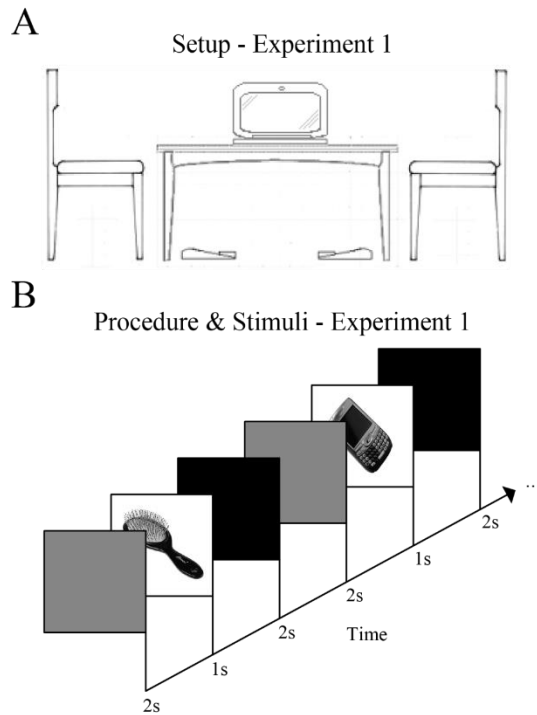 A
Setup - Experiment 1
B
Procedure & Stimuli - Experiment 1
2s
1s
2s
2s
1s
2s
...
Time